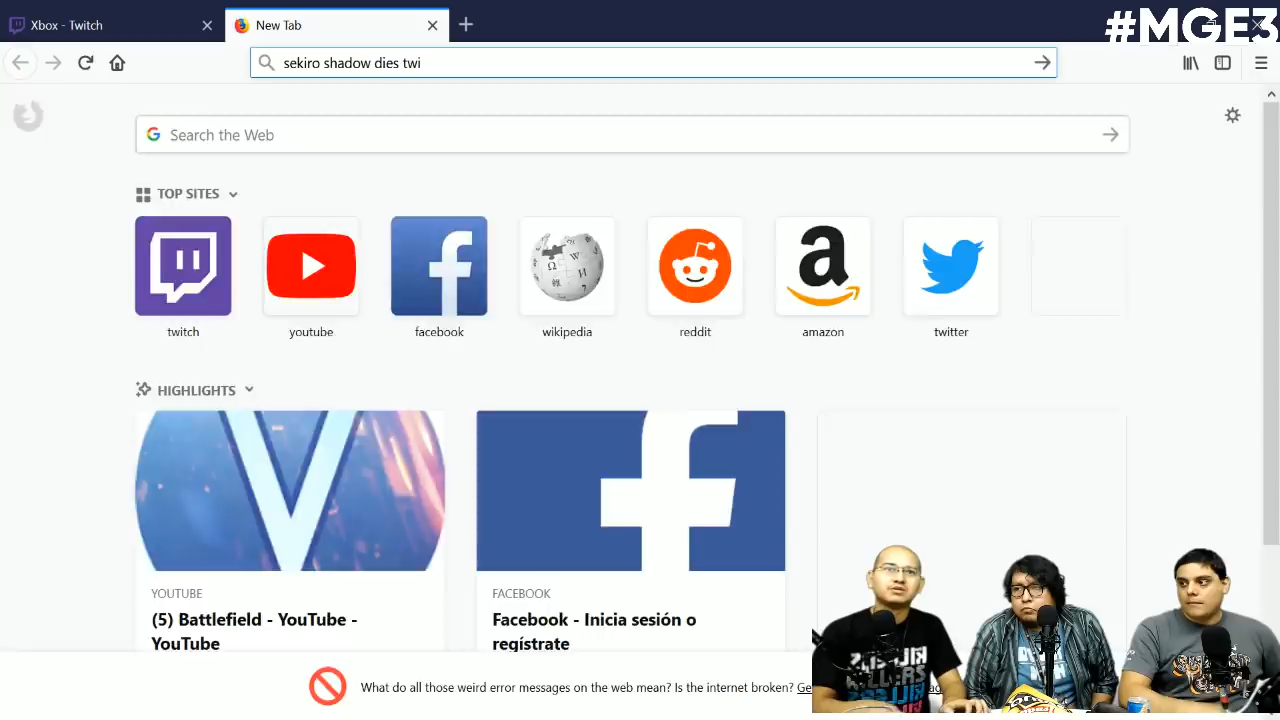 Xbox - Twitch
New Tab
#MGE3
sekiro shadow dies twi
Search the Web
TOP SITES
twitch
youtube
facebook
wikipedia
reddit
amazon
twitter
HIGHLIGHTS
YOUTUBE
(5) Battlefield - YouTube -
YouTube
FACEBOOK
Facebook - Inicia sesión o
regístrate
What do all those weird error messages on the web mean? Is the internet broken? Ge